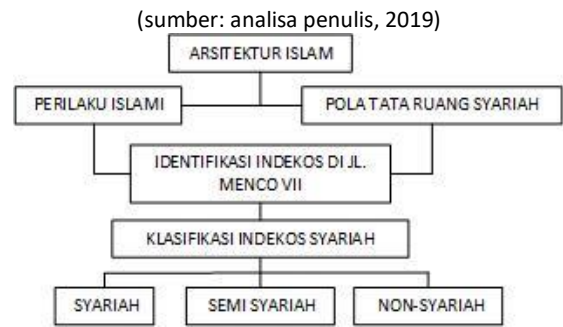 (sumber: analisa penulis, 2019)
ARSITEKTUR ISLAM
PERILAKU ISLAMI
POLA TATA RUANG SYARIAH
IDENTIFIKASI INDEKOS DI JL.
MENCO VII
KLASIFIKASI INDEKOS SYARIAH
SYARIAH
SEMI SYARIAH
NON-SYARIAH